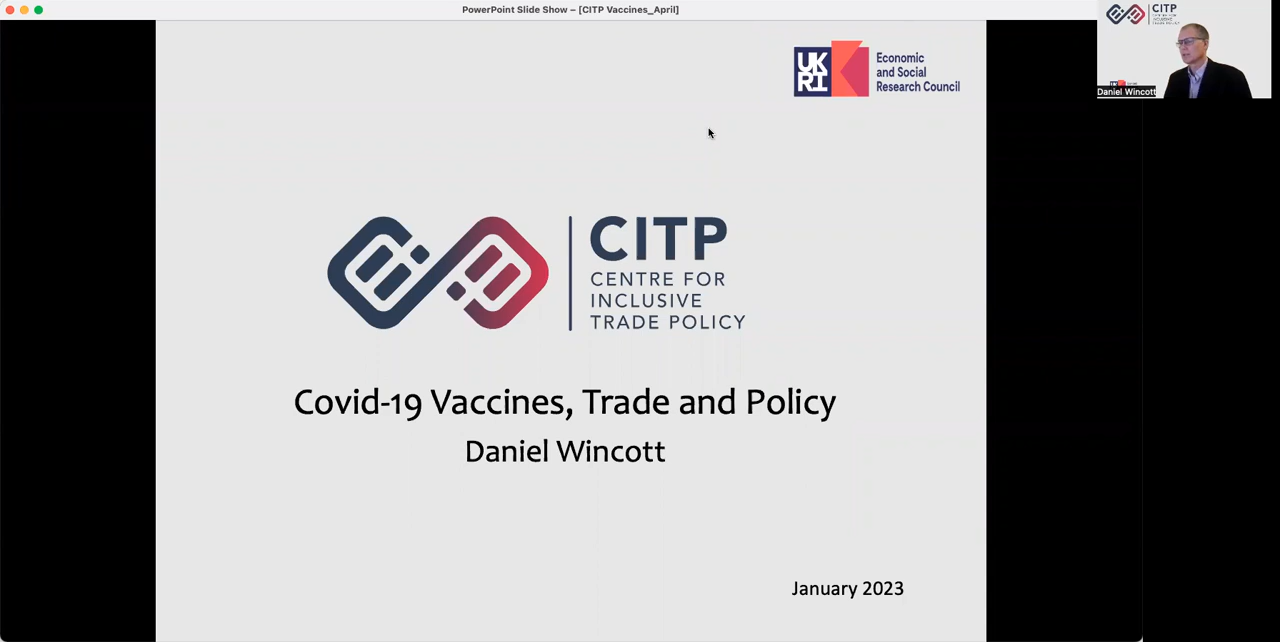 PowerPoint Slide Show – [CITP Vaccines_April]
CITP
Daniel Wincott
UK
RI
Economic
and Social
Research Council
CITP
CENTRE FOR
INCLUSIVE
TRADE POLICY
Covid-19 Vaccines, Trade and Policy
Daniel Wincott
January 2023